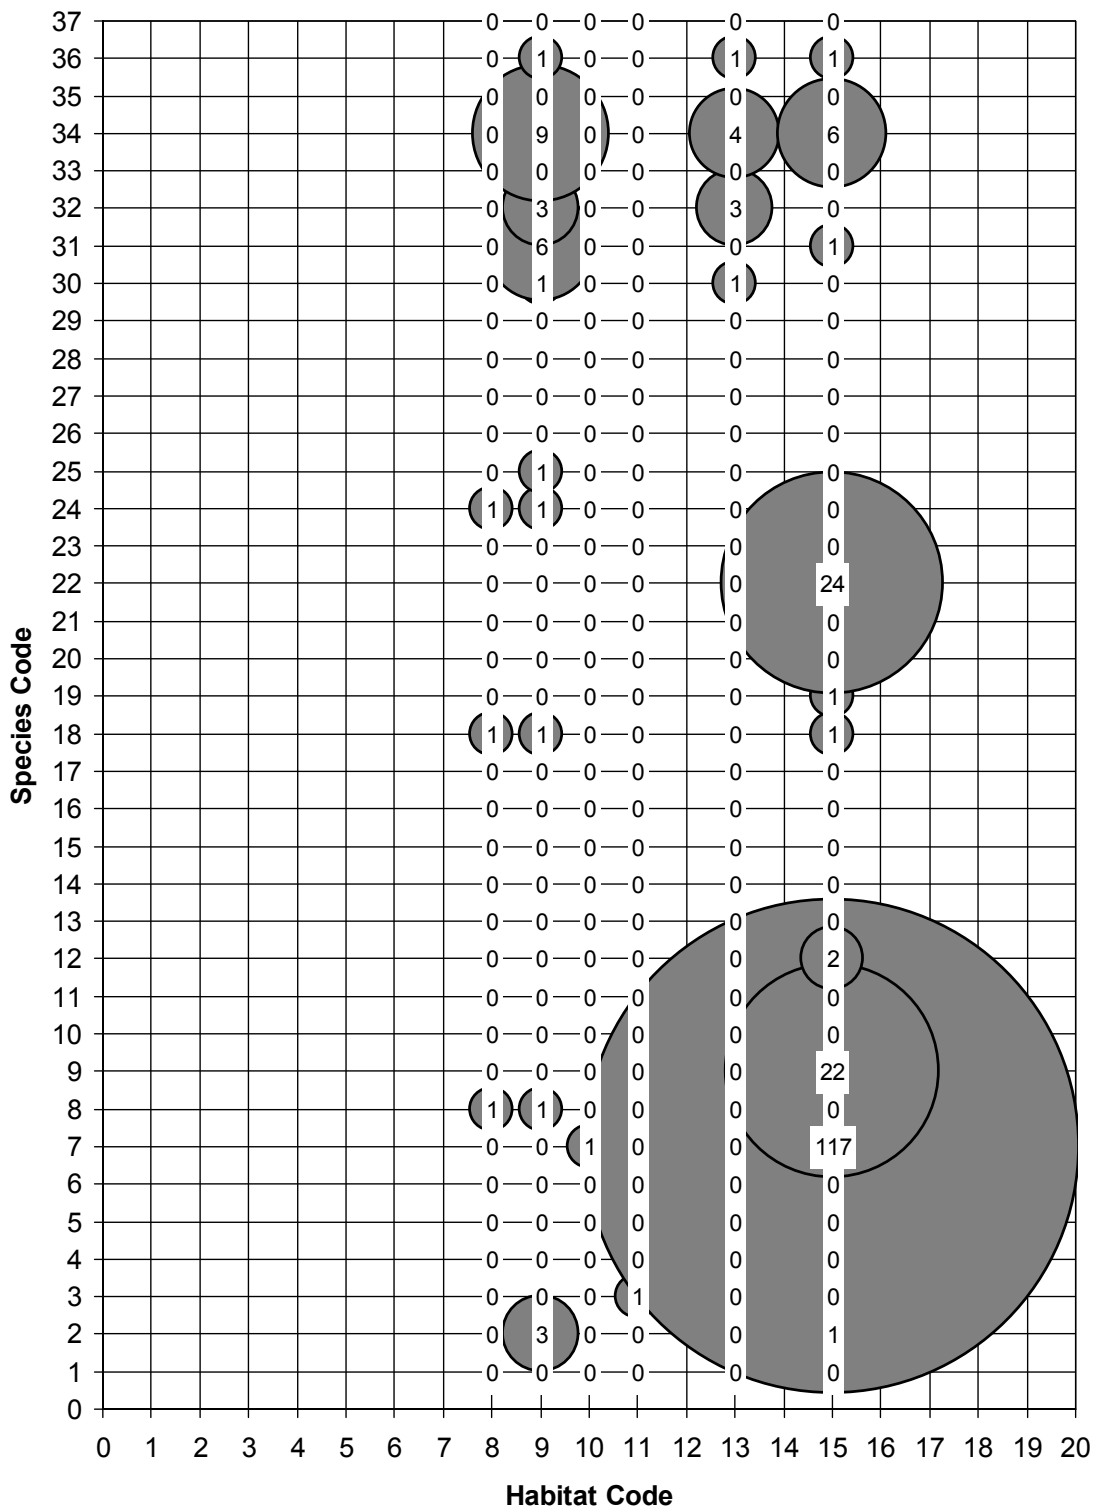 37 0 0 0 0 0 0
36 0 1 0 0 1 1
35 0 0 0 0 0 0
34 0 9 0 0 4 6
33 0 0 0 0 0 0
32 0 3 0 0 3 0
31 0 6 0 0 0 1
30 0 1 0 0 1 0
29 0 0 0 0 0 0
28 0 0 0 0 0 0
27 0 0 0 0 0 0
26 0 0 0 0 0 0
25 0 1 0 0 0 0
24 1 1 0 0 0 0
23 0 0 0 0 0 0
22 0 0 0 0 0 24
21 0 0 0 0 0 0
20 0 0 0 0 0 0
19 0 0 0 0 0 1
18 1 1 0 0 0 1
17 0 0 0 0 0 0
16 0 0 0 0 0 0
15 0 0 0 0 0 0
14 0 0 0 0 0 0
13 0 0 0 0 0 0
12 0 0 0 0 0 2
11 0 0 0 0 0 0
10 0 0 0 0 0 0
9 0 0 0 0 0 22
8 1 1 0 0 0 0
7 0 0 1 0 0 117
6 0 0 0 0 0 0
5 0 0 0 0 0 0
4 0 0 0 0 0 0
3 0 0 0 1 0 0
2 0 3 0 0 0 1
1 0 0 0 0 0 0
0
Species Code
0 1 2 3 4 5 6 7 8 9 10 11 12 13 14 15 16 17 18 19 20
Habitat Code